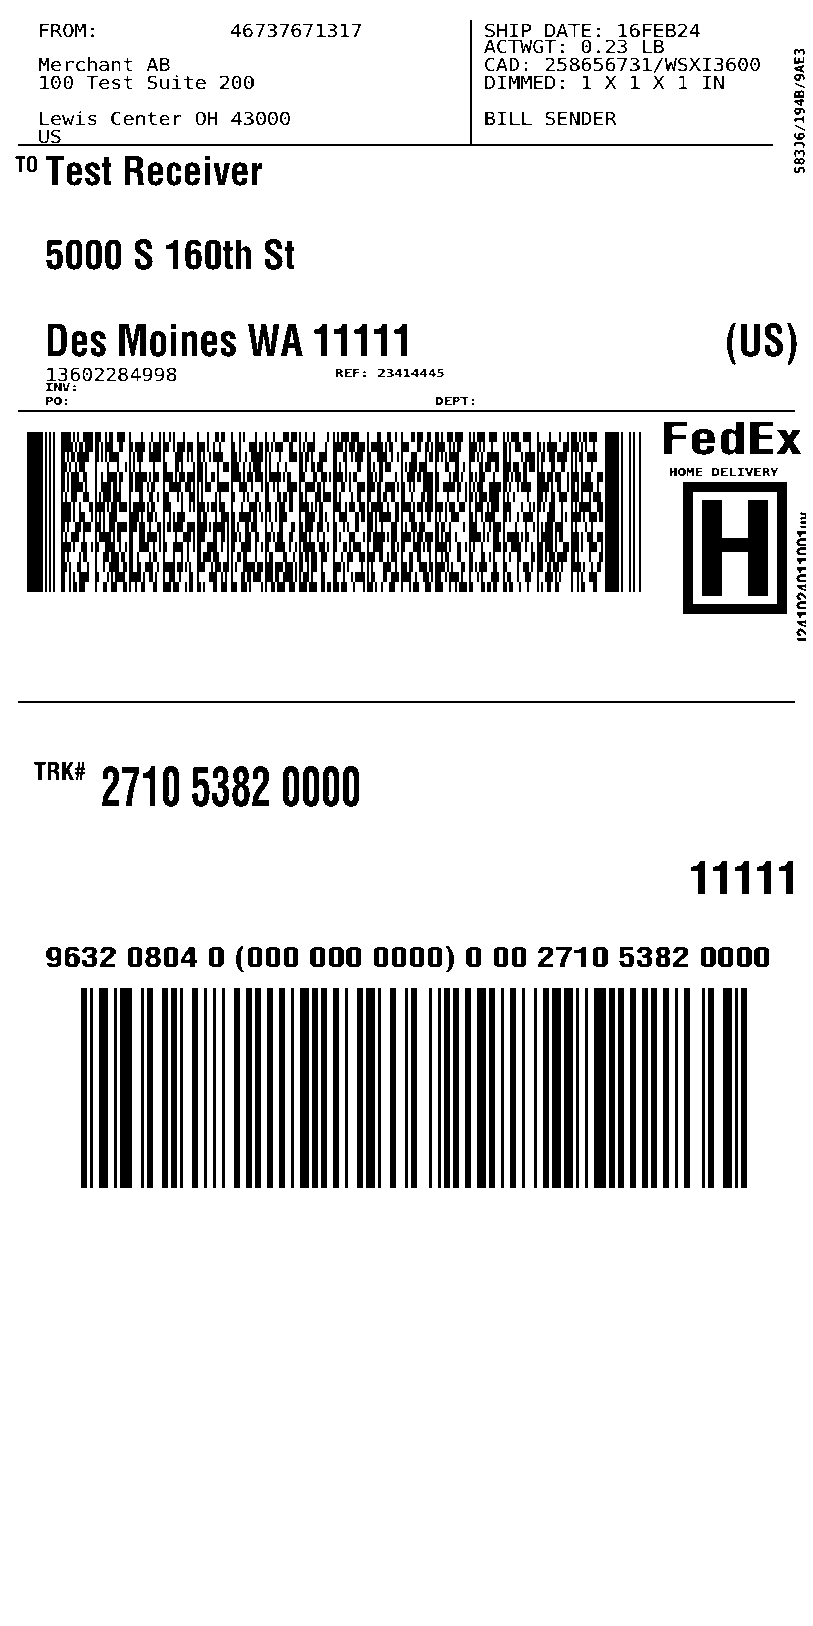 FROM: 46737671317
Merchant AB
100 Test Suite 200
Lewis Center OH 43000
US
SHIP DATE: 16FEB24
ACTWGT: 0.23 LB
CAD: 258656731/WSXI3600
DIMMED: 1 X 1 X 1 IN
BILL SENDER
583J6/194B/9AE3
TO Test Receiver
5000 S 160th St
Des Moines WA 11111 (US)
13602284998 REF: 23414445
INV:
PO: DEPT:
FedEx
HOME DELIVERY
H
TRK# 2710 5382 0000
11111
9632 0804 0 (000 000 0000) 0 00 2710 5382 0000